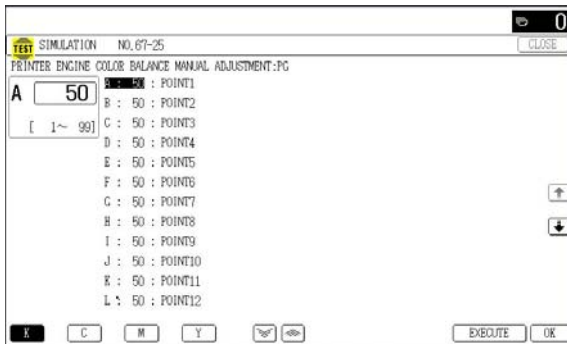 0
TEST SIMULATION NO.67-25 CLOSE
PRINTER ENGINE COLOR BALANCE MANUAL ADJUSTMENT:PG
A 50
[ 1~ 99]
A : 50 : POINT1
B : 50 : POINT2
C : 50 : POINT3
D : 50 : POINT4
E : 50 : POINT5
F : 50 : POINT6
G : 50 : POINT7
H : 50 : POINT8
I : 50 : POINT9
J : 50 : POINT10
K : 50 : POINT11
L : 50 : POINT12
K C M Y EXECUTE OK